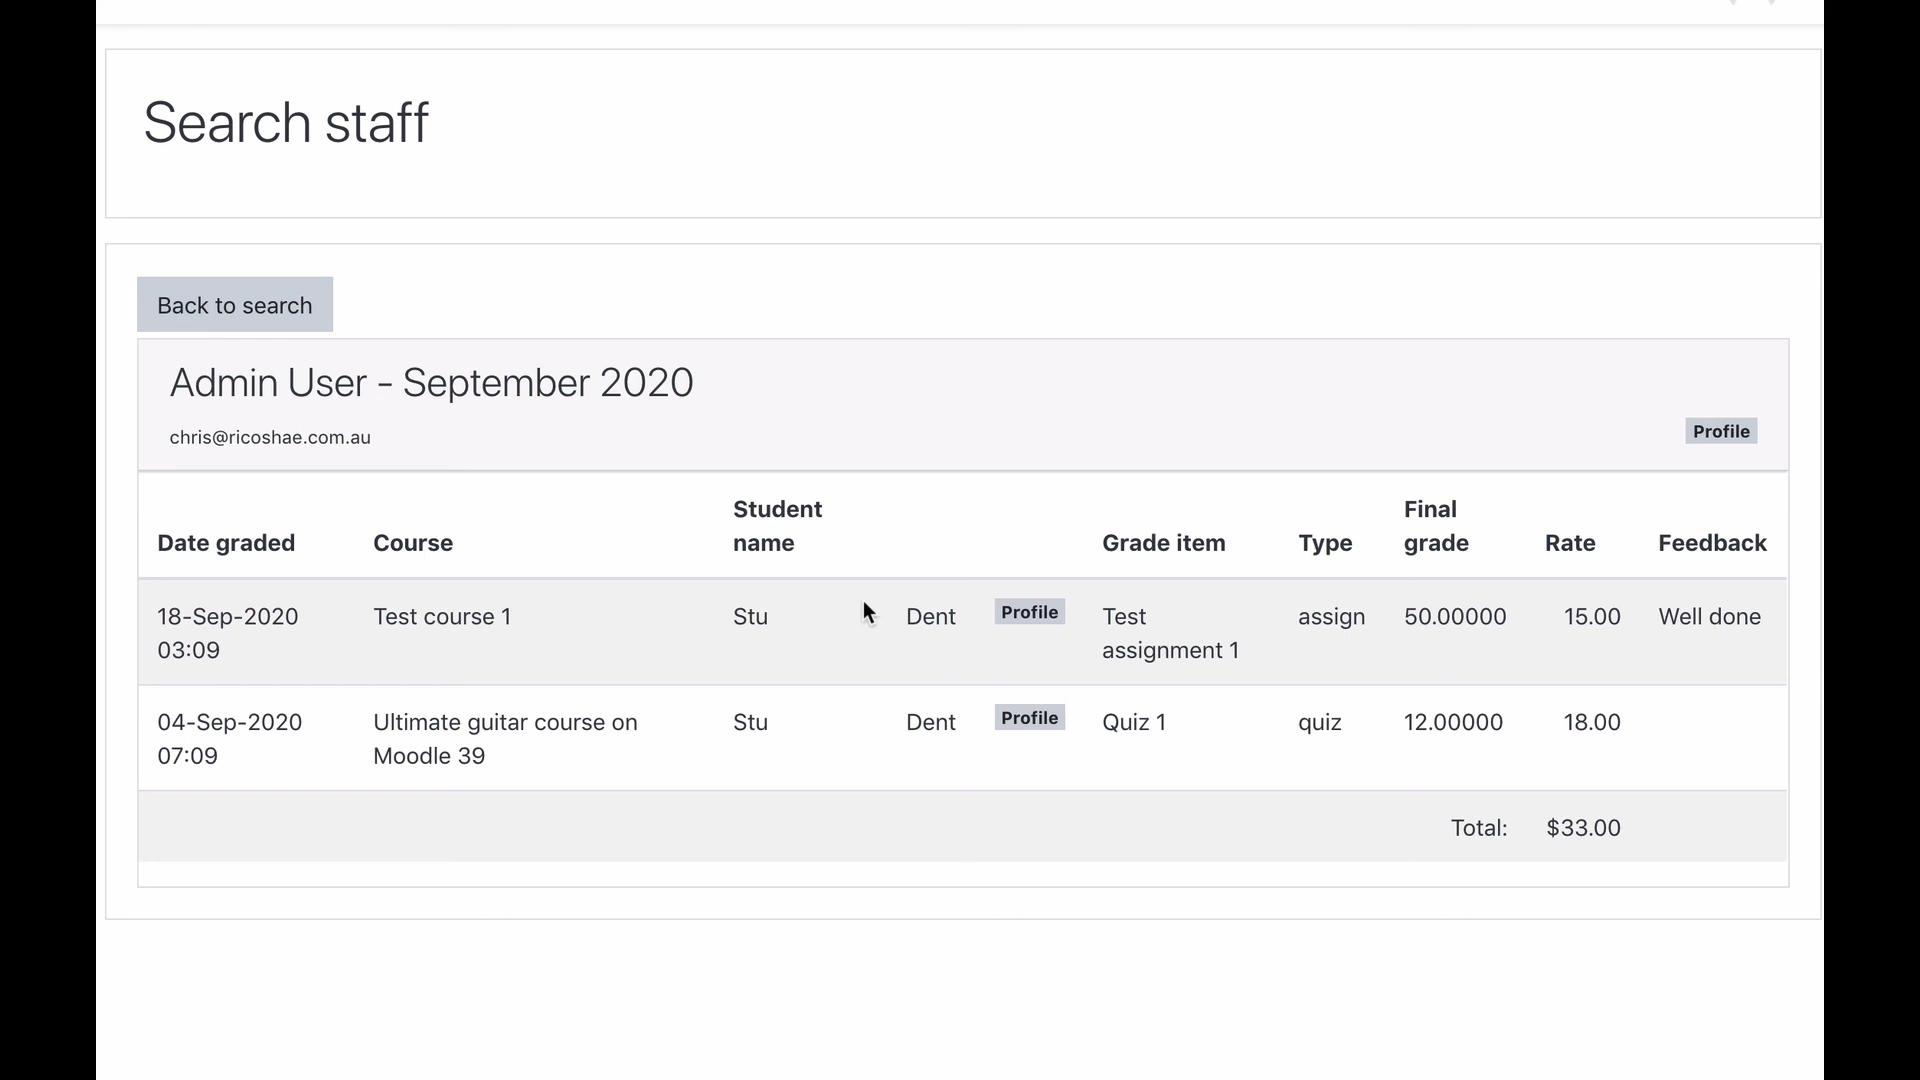 Search staff
Back to search
Admin User - September 2020
chris@ricoshae.com.au
Profile
Date graded Course Student name Grade item Type Final grade Rate Feedback
18-Sep-2020 Test course 1 Stu Dent Profile Test assign 50.00000 15.00 Well done
03:09 assignment 1
04-Sep-2020 Ultimate guitar course on Stu Dent Profile Quiz 1 quiz 12.00000 18.00
07:09 Moodle 39
Total: $33.00